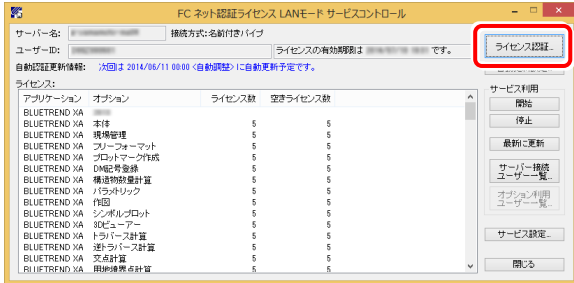 FC ネット認証ライセンス LANモード サービスコントロール
サーバー名: 接続方式:名前付きパイプ
ユーザーID: ライセンスの有効期限は です。
ライセンス認証...
自動認証更新情報: 次回は 2014/06/11 00:00 <自動調整> に自動更新予定です。
ライセンス:
アプリケーション オプション ライセンス数 空きライセンス数
BLUETREND XA
BLUETREND XA 本体 5 5
BLUETREND XA 現場管理 5 5
BLUETREND XA フリーフォーマット 5 5
BLUETREND XA プロットマーク作成 5 5
BLUETREND XA DM記号登録 5 5
BLUETREND XA 構造物数量計算 5 5
BLUETREND XA パラメトリック 5 5
BLUETREND XA 作図 5 5
BLUETREND XA シンボルプロット 5 5
BLUETREND XA 3Dビューアー 5 5
BLUETREND XA トラバース計算 5 5
BLUETREND XA 逆トラバース計算 5 5
BLUETREND XA 交点計算 5 5
BLUETREND XA 用地境界点計算 5 5
サービス利用
開始
停止
最新に更新
サーバー接続
ユーザー一覧...
オプション利用
ユーザー一覧...
サービス設定...
閉じる